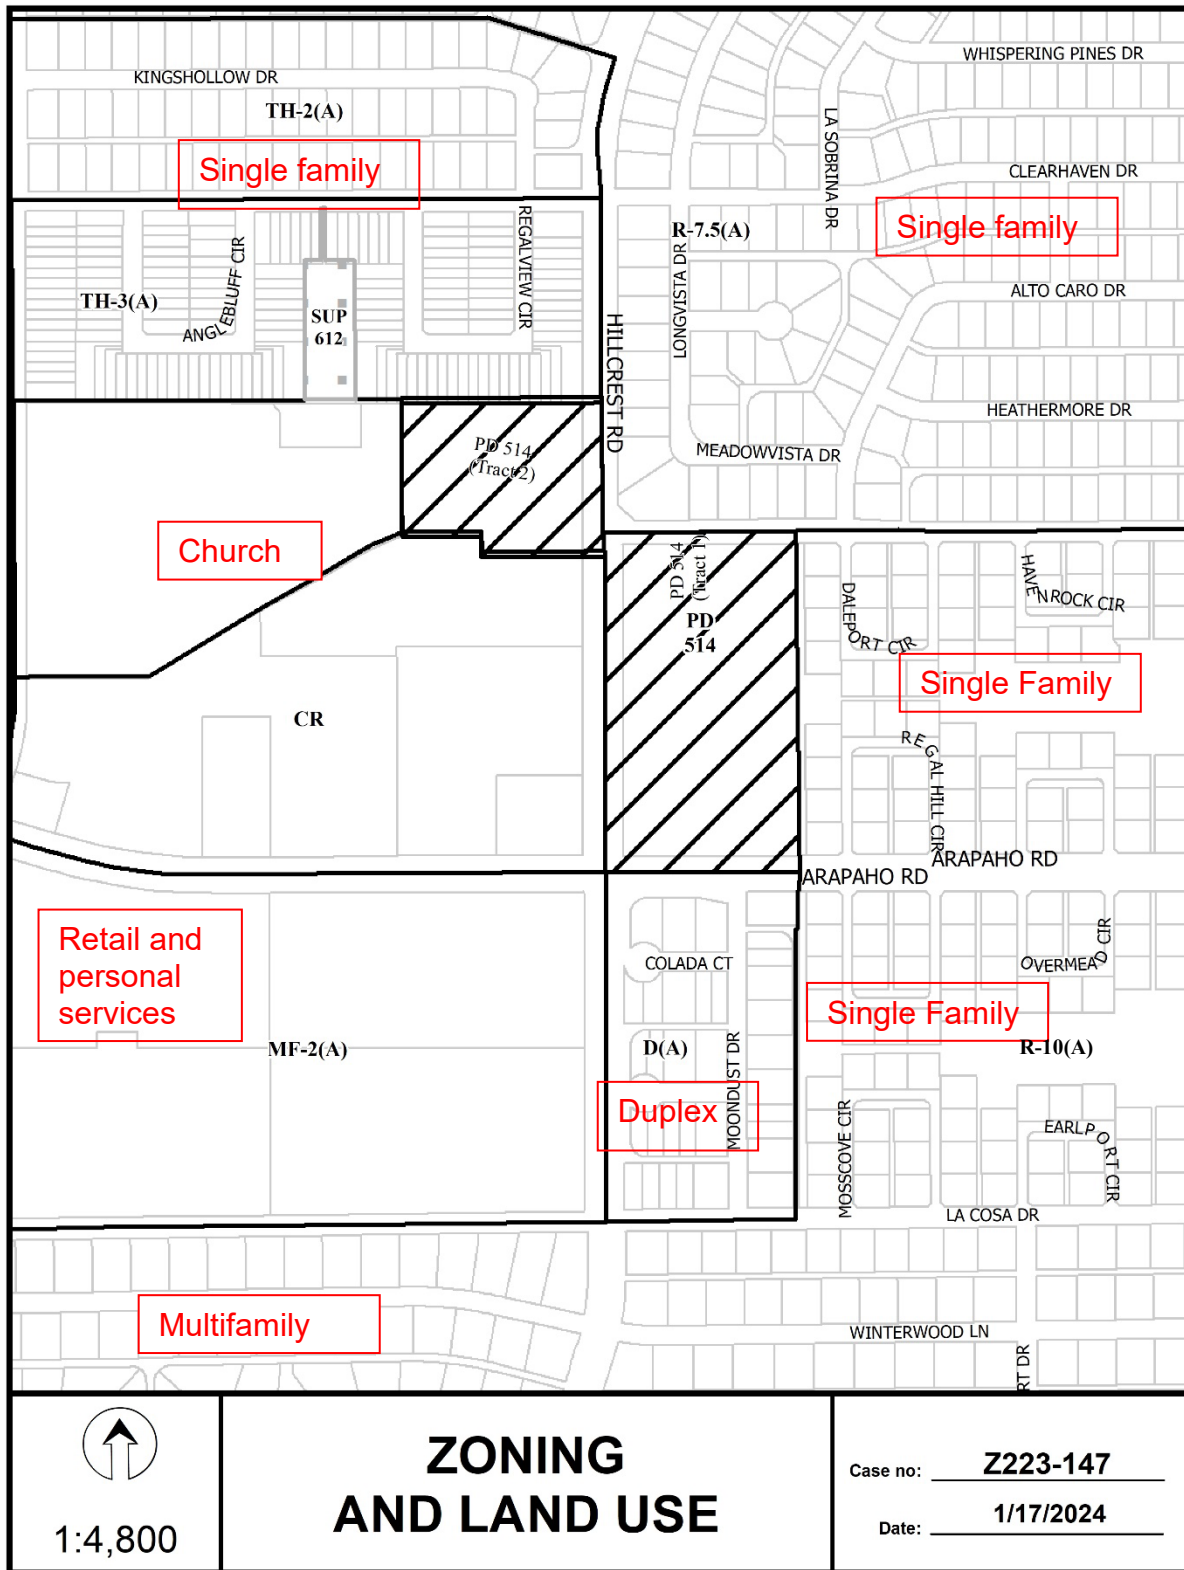 WHISPERING PINES DR
KINGSHOLLOW DR
TH-2(A)
LA SOBRINA DR
Single family
CLEARHAVEN DR
REGALVIEW CIR
R-7.5(A)
Single family
ANGLEBLUFF CIR
LONGVISTA DR
TH-3(A)
ALTO CARO DR
SUP
612
HILLCREST RD
HEATHERMORE DR
PD 514
(Tract 2)
MEADOWVISTA DR
Church
PD 514
(Tract 1)
PD
514
DALEPORT CIR
HAVENROCK CIR
Single Family
CR
REGAL HILL CIR
ARAPAHO RD
ARAPAHO RD
Retail and
personal
services
COLADA CT
OVERMEAD CIR
Single Family
MF-2(A)
D(A)
R-10(A)
MOONDUST DR
Duplex
MOSSCOVE CIR
EARLPORT CIR
LA COSA DR
Multifamily
WINTERWOOD LN
RT DR
1:4,800
ZONING
AND LAND USE
Case no: Z223-147
Date: 1/17/2024